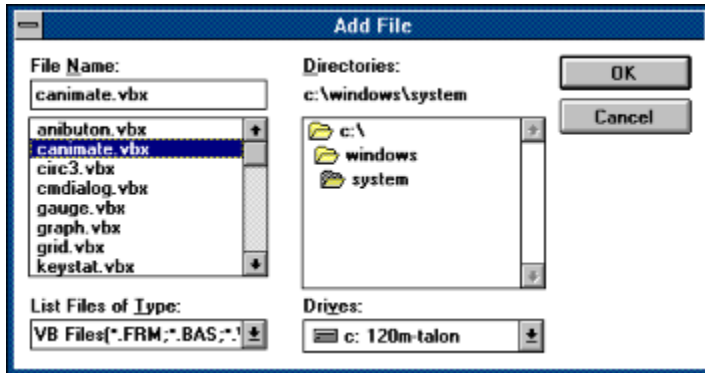 Add File
File Name:
canimate.vbx
anibuton.vbx
canimate.vbx
circ3.vbx
cmdialog.vbx
gauge.vbx
graph.vbx
grid.vbx
keystat.vbx
List Files of Type:
VB Files(*.FRM;*.BAS;*.
Directories:
c:\windows\system
c:\
windows
system
Drives:
c: 120m-talon
OK
Cancel